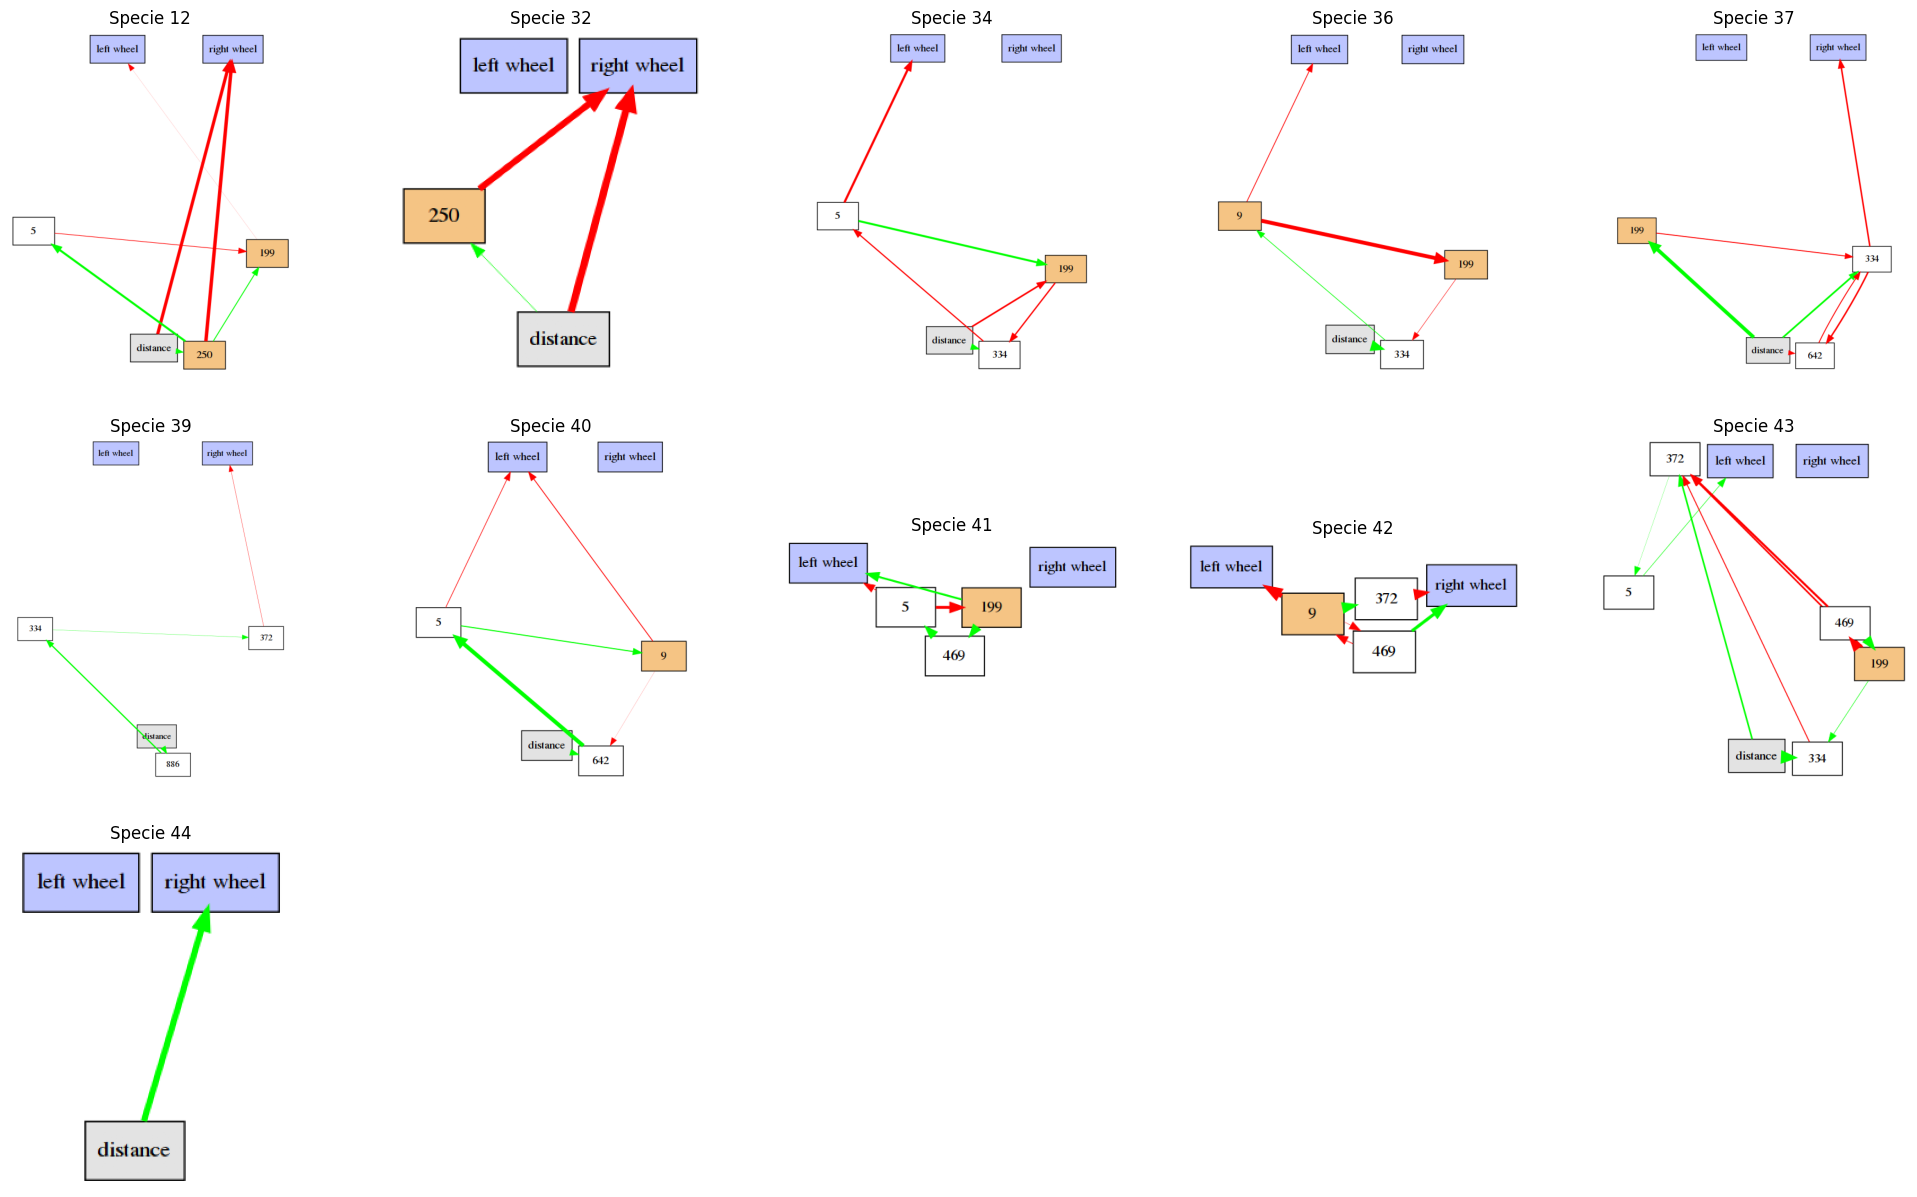 Specie 12
left wheel
right wheel
5
199
distance
250
Specie 32
left wheel
right wheel
250
distance
Specie 34
left wheel
right wheel
5
199
distance
334
Specie 36
left wheel
right wheel
9
199
distance
334
Specie 37
left wheel
right wheel
199
334
distance
642
Specie 39
left wheel
right wheel
334
372
distance
886
Specie 40
left wheel
right wheel
5
9
distance
642
Specie 41
left wheel
right wheel
5
199
469
Specie 42
left wheel
right wheel
9
372
469
Specie 43
372
left wheel
right wheel
5
469
199
distance
334
Specie 44
left wheel
right wheel
distance